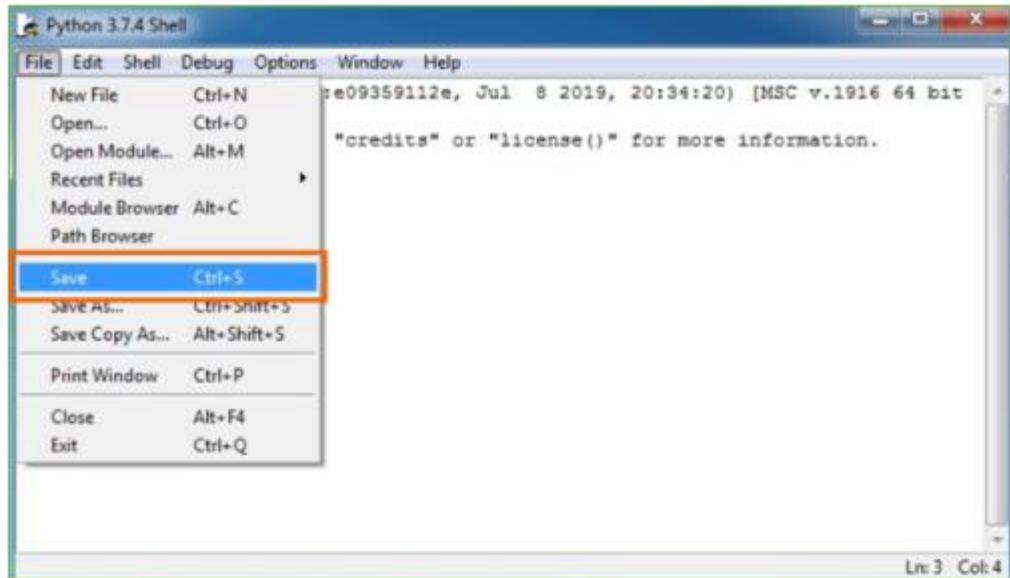 Python 3.7.4 Shell
File Edit Shell Debug Options Window Help
:e09359112e, Jul 8 2019, 20:34:20) [MSC v.1916 64 bit
"credits" or "license()" for more information.
New File Ctrl+N
Open... Ctrl+O
Open Module... Alt+M
Recent Files
Module Browser Alt+C
Path Browser
Save Ctrl+S
Save As... Ctrl+Shift+S
Save Copy As... Alt+Shift+S
Print Window Ctrl+P
Close Alt+F4
Exit Ctrl+Q
Ln: 3 Col: 4